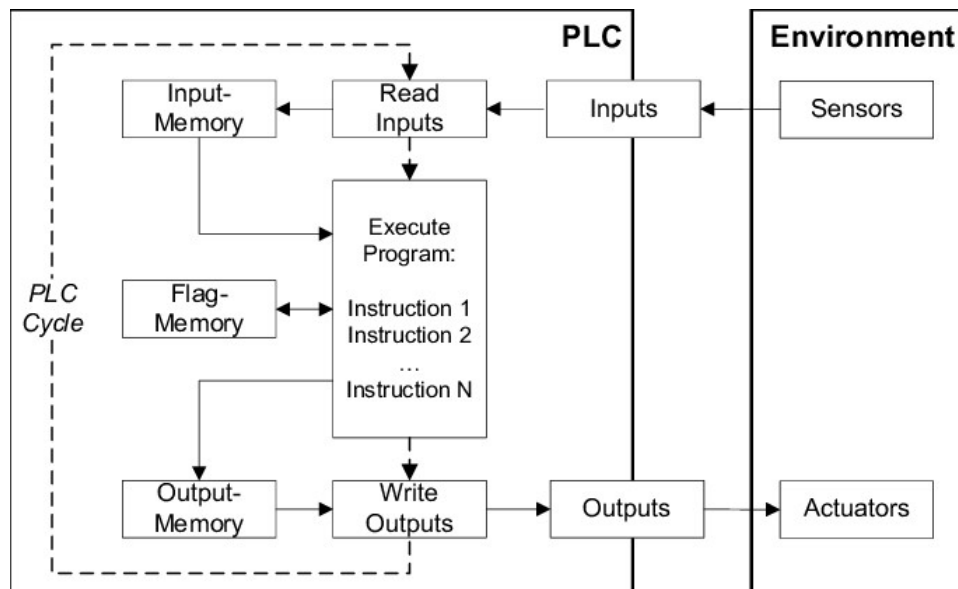 PLC
Environment
Input-
Memory
Read
Inputs
Inputs
Sensors
Execute
Program:
Instruction 1
Instruction 2
...
Instruction N
PLC
Cycle
Flag-
Memory
Output-
Memory
Write
Outputs
Outputs
Actuators